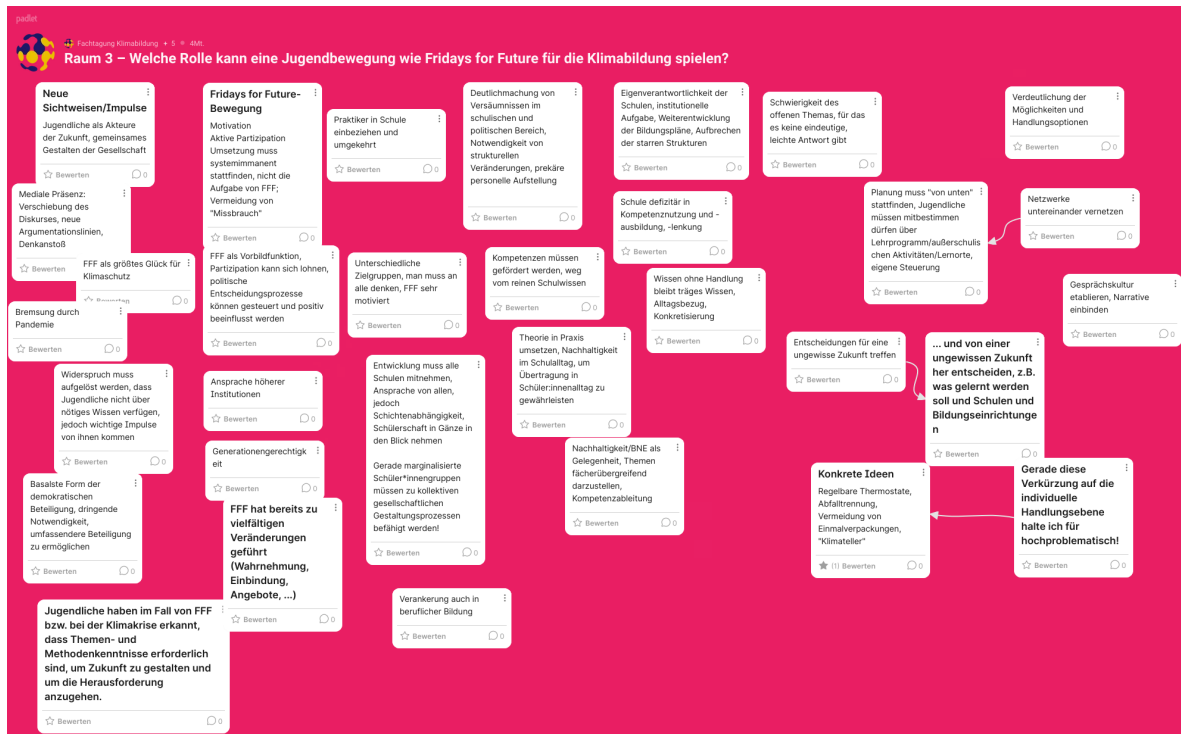 padlet
Fachtagung Klimabildung + 5 4Mt.
Raum 3 – Welche Rolle kann eine Jugendbewegung wie Fridays for Future für die Klimabildung spielen?
Neue
Sichtweisen/Impulse
Jugendliche als Akteure
der Zukunft, gemeinsames
Gestalten der Gesellschaft
Bewerten 0
Mediale Präsenz:
Verschiebung des
Diskurses, neue
Argumentationslinien,
Denkanstoß
Bewerten
FFF als größtes Glück für
Klimaschutz
Bewerten 0
Bremsung durch
Pandemie
Bewerten 0
Widerspruch muss
aufgelöst werden, dass
Jugendliche nicht über
nötiges Wissen verfügen,
jedoch wichtige Impulse
von ihnen kommen
Bewerten 0
Basalste Form der
demokratischen
Beteiligung, dringende
Notwendigkeit,
umfassendere Beteiligung
zu ermöglichen
Bewerten 0
Jugendliche haben im Fall von FFF
bzw. bei der Klimakrise erkannt,
dass Themen- und
Methodenkenntnisse erforderlich
sind, um Zukunft zu gestalten und
um die Herausforderung
anzugehen.
Bewerten 0
Fridays for Future-
Bewegung
Motivation
Aktive Partizipation
Umsetzung muss
systemimmanent
stattfinden, nicht die
Aufgabe von FFF;
Vermeidung von
"Missbrauch"
Bewerten 0
FFF als Vorbildfunktion,
Partizipation kann sich lohnen,
politische
Entscheidungsprozesse
können gesteuert und positiv
beeinflusst werden
Bewerten 0
Ansprache höherer
Institutionen
Bewerten 0
Generationengerechtigk
eit
Bewerten 0
FFF hat bereits zu
vielfältigen
Veränderungen
geführt
(Wahrnehmung,
Einbindung,
Angebote, ...)
Bewerten 0
Praktiker in Schule
einbeziehen und
umgekehrt
Bewerten 0
Unterschiedliche
Zielgruppen, man muss an
alle denken, FFF sehr
motiviert
Bewerten 0
Entwicklung muss alle
Schulen mitnehmen,
Ansprache von allen,
jedoch
Schichtenabhängigkeit,
Schülerschaft in Gänze in
den Blick nehmen
Gerade marginalisierte
Schüler*innengruppen
müssen zu kollektiven
gesellschaftlichen
Gestaltungsprozessen
befähigt werden!
Bewerten 0
Verankerung auch in
beruflicher Bildung
Bewerten 0
Deutlichmachung von
Versäumnissen im
schulischen und
politischen Bereich,
Notwendigkeit von
strukturellen
Veränderungen, prekäre
personelle Aufstellung
Bewerten 0
Kompetenzen müssen
gefördert werden, weg
vom reinen Schulwissen
Bewerten 0
Theorie in Praxis
umsetzen, Nachhaltigkeit
im Schulalltag, um
Übertragung in
Schüler:innenalltag zu
gewährleisten
Bewerten 0
Nachhaltigkeit/BNE als
Gelegenheit, Themen
fächerübergreifend
darzustellen,
Kompetenzableitung
Bewerten 0
Eigenverantwortlichkeit der
Schulen, institutionelle
Aufgabe, Weiterentwicklung
der Bildungspläne, Aufbrechen
der starren Strukturen
Bewerten 0
Schule defizitär in
Kompetenznutzung und -
ausbildung, -lenkung
Bewerten 0
Wissen ohne Handlung
bleibt träges Wissen,
Alltagsbezug,
Konkretisierung
Bewerten 0
Schwierigkeit des
offenen Themas, für das
es keine eindeutige,
leichte Antwort gibt
Bewerten 0
Planung muss "von unten"
stattfinden, Jugendliche
müssen mitbestimmen
dürfen über
Lehrprogramm/außerschulis
chen Aktivitäten/Lernorte,
eigene Steuerung
Bewerten 0
Entscheidungen für eine
ungewisse Zukunft treffen
Bewerten 0
... und von einer
ungewissen Zukunft
her entscheiden, z.B.
was gelernt werden
soll und Schulen und
Bildungseinrichtunge
n
Bewerten 0
Konkrete Ideen
Regelbare Thermostate,
Abfalltrennung,
Vermeidung von
Einmalverpackungen,
"Klimatelier"
(1) Bewerten 0
Verdeutlichung der
Möglichkeiten und
Handlungsoptionen
Bewerten 0
Netzwerke
untereinander vernetzen
Bewerten 0
Gesprächskultur
etablieren, Narrative
einbinden
Bewerten 0
Gerade diese
Verkürzung auf die
individuelle
Handlungsebene
halte ich für
hochproblematisch!
Bewerten 0